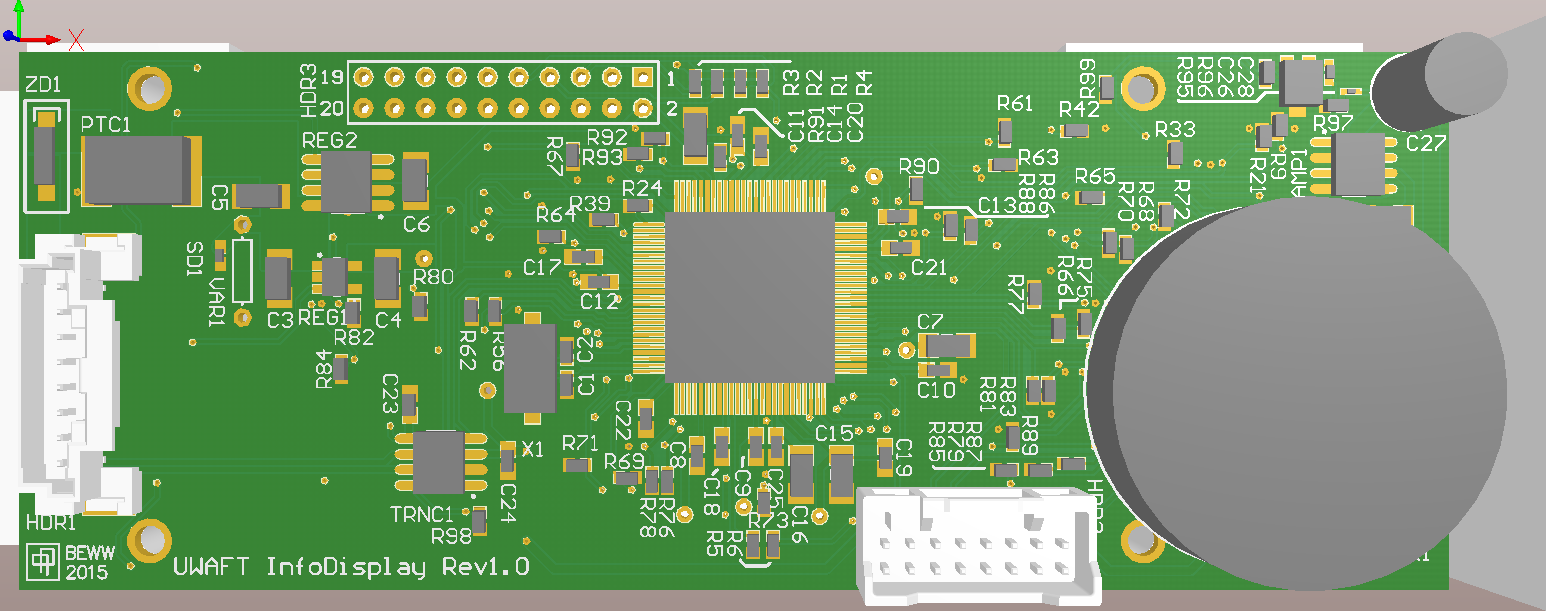 X
ZD1
PTC1
HDR3
19
1
20
2
R3
R2
R1
R4
C11
R91
C14
C20
R92
R93
R67
REG2
C5
C6
R24
R39
R64
C17
C12
SD1
VAR1
C3
REG1
C4
R80
R82
R84
R62
R56
C2
C1
C23
X1
C24
TRNC1
R98
R71
R69
R78
R76
C22
C8
C18
C9
C25
R73
C16
R5
R6
C15
C19
C7
C10
C21
C13
R90
R88
R86
R61
R42
R63
R65
R33
R70
R68
R72
R77
R66
R75
R81
R83
R85
R79
R87
R89
R95
R96
C26
C28
R97
C27
R21
R9
AMP1
HDR1
BEWW
2015
UWAFT InfoDisplay Rev1.0